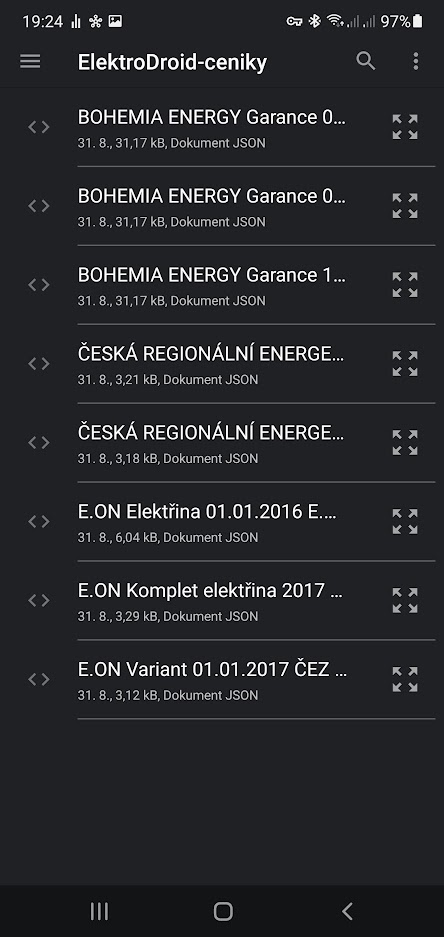 19:24 97%
ElektroDroid-ceniky
BOHEMIA ENERGY Garance 0...
31. 8., 31,17 kB, Dokument JSON
BOHEMIA ENERGY Garance 0...
31. 8., 31,17 kB, Dokument JSON
BOHEMIA ENERGY Garance 1...
31. 8., 31,17 kB, Dokument JSON
ČESKÁ REGIONÁLNÍ ENERGE...
31. 8., 3,21 kB, Dokument JSON
ČESKÁ REGIONÁLNÍ ENERGE...
31. 8., 3,18 kB, Dokument JSON
E.ON Elektřina 01.01.2016 E....
31. 8., 6,04 kB, Dokument JSON
E.ON Komplet elektřina 2017 ...
31. 8., 3,29 kB, Dokument JSON
E.ON Variant 01.01.2017 ČEZ ...
31. 8., 3,12 kB, Dokument JSON